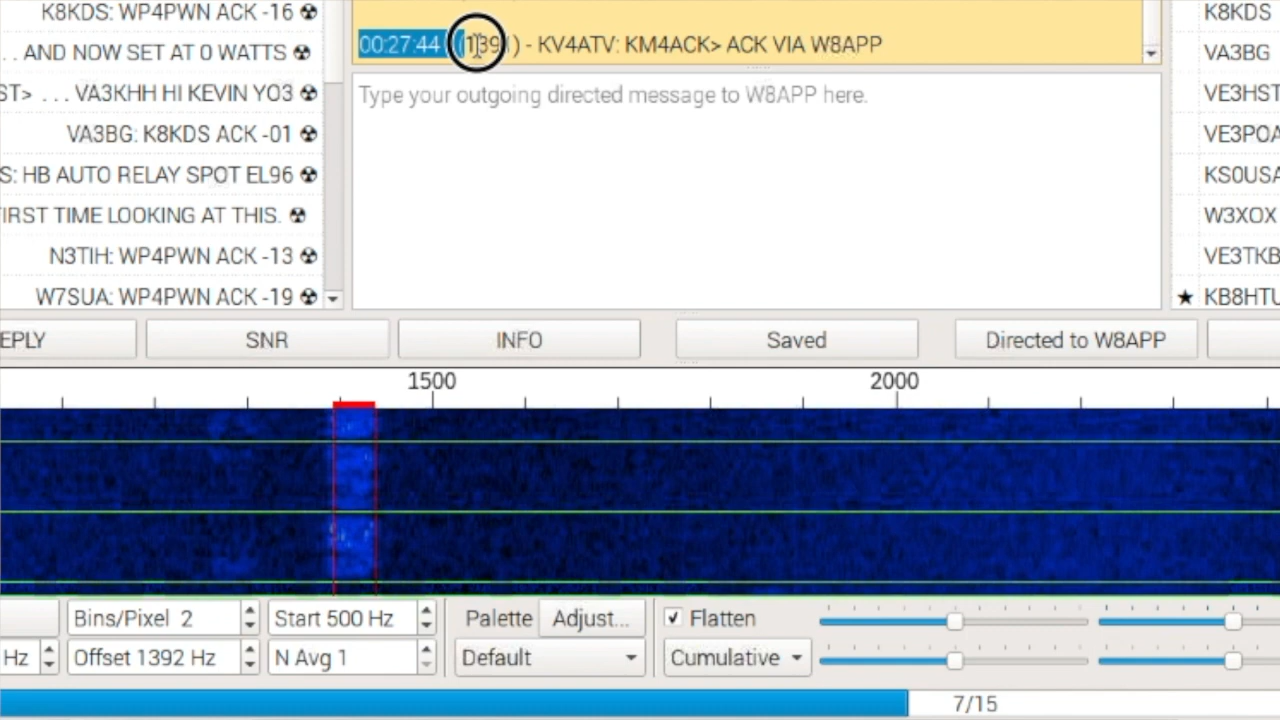 K8KDS: WP4PWN ACK -16
. . AND NOW SET AT 0 WATTS
ST> . . . VA3KHH HI KEVIN YO3
VA3BG: K8KDS ACK -01
S: HB AUTO RELAY SPOT EL96
FIRST TIME LOOKING AT THIS.
N3TIH: WP4PWN ACK -13
W7SUA: WP4PWN ACK -19
00:27:44 - (139 ) - KV4ATV: KM4ACK> ACK VIA W8APP
Type your outgoing directed message to W8APP here.
K8KDS
VA3BG
VE3HST
VE3POA
KS0USA
W3XOX
VE3TKB
★ KB8HTU
EPLY
SNR
INFO
Saved
Directed to W8APP
1500
2000
Bins/Pixel 2
Start 500 Hz
Palette
Adjust...
Flatten
Hz
Offset 1392 Hz
N Avg 1
Default
Cumulative
7/15